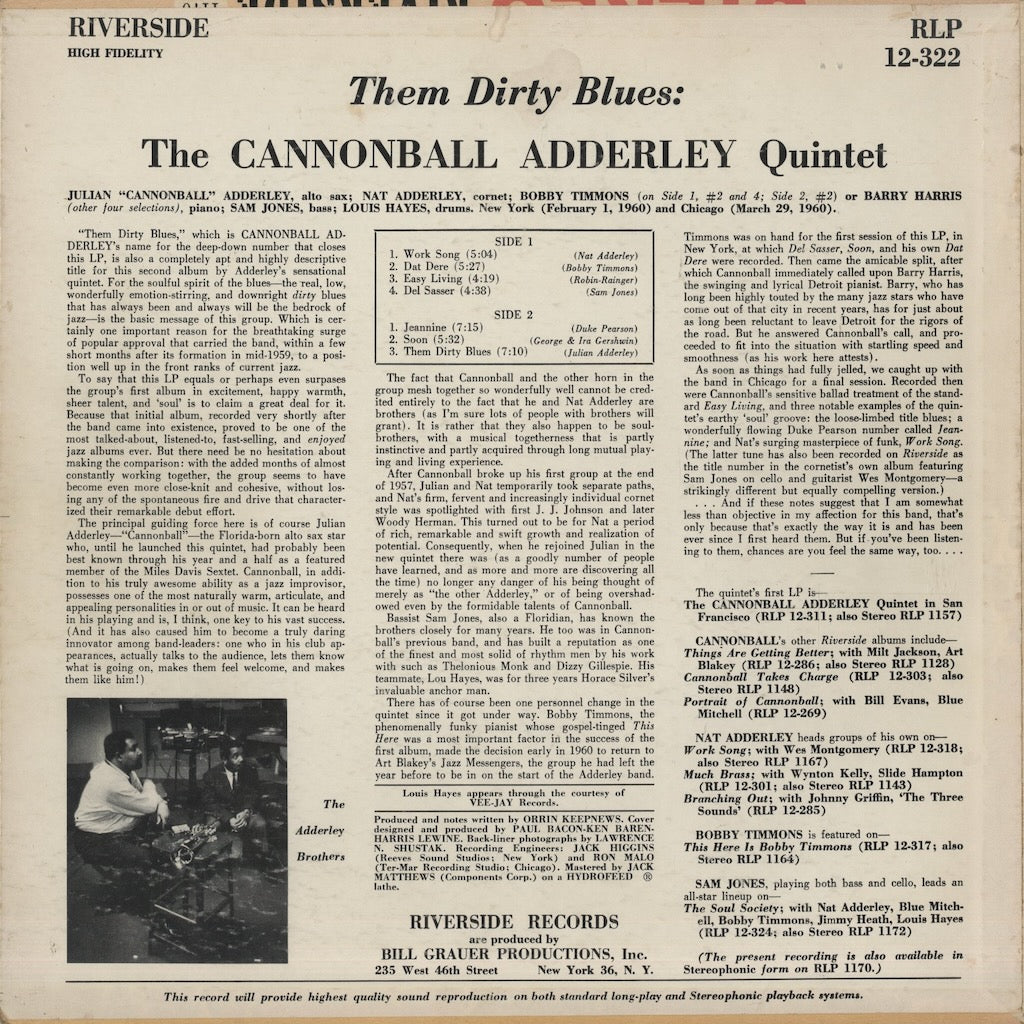 RIVERSIDE
HIGH FIDELITY
RLP
12-322
Them Dirty Blues:
The CANNONBALL ADDERLEY Quintet
JULIAN “CANNONBALL” ADDERLEY, alto sax; NAT ADDERLEY, cornet; BOBBY TIMMONS (on Side 1, #2 and 4; Side 2, #2) or BARRY HARRIS
(other four selections), piano; SAM JONES, bass; LOUIS HAYES, drums. New York (February 1, 1960) and Chicago (March 29, 1960).
“Them Dirty Blues,” which is CANNONBALL AD-
DERLEY’s name for the deep-down number that closes
this LP, is also a completely apt and highly descriptive
title for this second album by Adderley’s sensational
quintet. For the soulful spirit of the blues—the real, low,
wonderfully emotion-stirring, and downright dirty blues
that has always been and always will be the bedrock of
jazz—is the basic message of this group. Which is cer-
tainly one important reason for the breathtaking surge
of popular approval that carried the band, within a few
short months after its formation in mid-1959, to a posi-
tion well up in the front ranks of current jazz.
To say that this LP equals or perhaps even surpases
the group’s first album in excitement, happy warmth,
sheer talent, and ‘soul’ is to claim a great deal for it.
Because that initial album, recorded very shortly after
the band came into existence, proved to be one of the
most talked-about, listened-to, fast-selling, and enjoyed
jazz albums ever. But there need be no hesitation about
making the comparison: with the added months of almost
constantly working together, the group seems to have
become even more close-knit and cohesive, without los-
ing any of the spontaneous fire and drive that character-
ized their remarkable debut effort.
The principal guiding force here is of course Julian
Adderley—“Cannonball”—the Florida-born alto sax star
who, until he launched this quintet, had probably been
best known through his year and a half as a featured
member of the Miles Davis Sextet. Cannonball, in addi-
tion to his truly awesome ability as a jazz improvisor,
possesses one of the most naturally warm, articulate, and
appealing personalities in or out of music. It can be heard
in his playing and is, I think, one key to his vast success.
(And it has also caused him to become a truly daring
innovator among band-leaders: one who in his club ap-
pearances, actually talks to the audience, lets them know
what is going on, makes them feel welcome, and makes
them like him!)
The
Adderley
Brothers
SIDE 1
1. Work Song (5:04) (Nat Adderley)
2. Dat Dere (5:27) (Bobby Timmons)
3. Easy Living (4:19) (Robin-Rainger)
4. Del Sasser (4:38) (Sam Jones)
SIDE 2
1. Jeannine (7:15) (Duke Pearson)
2. Soon (5:32) (George & Ira Gershwin)
3. Them Dirty Blues (7:10) (Julian Adderley)
The fact that Cannonball and the other horn in the
group mesh together so wonderfully well cannot be cred-
ited entirely to the fact that he and Nat Adderley are
brothers (as I’m sure lots of people with brothers will
grant). It is rather that they also happen to be soul-
brothers, with a musical togetherness that is partly
instinctive and partly acquired through long mutual play-
ing and living experience.
After Cannonball broke up his first group at the end
of 1957, Julian and Nat temporarily took separate paths,
and Nat’s firm, fervent and increasingly individual cornet
style was spotlighted with first J. J. Johnson and later
Woody Herman. This turned out to be for Nat a period
of rich, remarkable and swift growth and realization of
potential. Consequently, when he rejoined Julian in the
new quintet there was (as a goodly number of people
have learned, and as more and more are discovering all
the time) no longer any danger of his being thought of
merely as “the other Adderley,” or of being overshad-
owed even by the formidable talents of Cannonball.
Bassist Sam Jones, also a Floridian, has known the
brothers closely for many years. He too was in Cannon-
ball’s previous band, and has built a reputation as one
of the finest and most solid of rhythm men by his work
with such as Thelonious Monk and Dizzy Gillespie. His
teammate, Lou Hayes, was for three years Horace Silver’s
invaluable anchor man.
There has of course been one personnel change in the
quintet since it got under way. Bobby Timmons, the
phenomenally funky pianist whose gospel-tinged This
Here was a most important factor in the success of the
first album, made the decision early in 1960 to return to
Art Blakey’s Jazz Messengers, the group he had left the
year before to be in on the start of the Adderley band.
Louis Hayes appears through the courtesy of
VEE-JAY Records.
Produced and notes written by ORRIN KEEPNEWS. Cover
designed and produced by PAUL BACON-KEN BAREN-
HARRIS LEWINE. Back-liner photographs by LAWRENCE
N. SHUSTAK. Recording Engineers: JACK HIGGINS
(Reeves Sound Studios; New York) and RON MALO
(Ter-Mar Recording Studio; Chicago). Mastered by JACK
MATTHEWS (Components Corp.) on a HYDROFEED ®
lathe.
RIVERSIDE RECORDS
are produced by
BILL GRAUER PRODUCTIONS, Inc.
235 West 46th Street New York 36, N. Y.
Timmons was on hand for the first session of this LP, in
New York, at which Del Sasser, Soon, and his own Dat
Dere were recorded. Then came the amicable split, after
which Cannonball immediately called upon Barry Harris,
the swinging and lyrical Detroit pianist. Barry, who has
long been highly touted by the many jazz stars who have
come out of that city in recent years, has for just about
as long been reluctant to leave Detroit for the rigors of
the road. But he answered Cannonball’s call, and pro-
ceeded to fit into the situation with startling speed and
smoothness (as his work here attests).
As soon as things had fully jelled, we caught up with
the band in Chicago for a final session. Recorded then
were Cannonball’s sensitive ballad treatment of the stand-
ard Easy Living, and three notable examples of the quin-
tet’s earthy ‘soul’ groove: the loose-limbed title blues; a
wonderfully flowing Duke Pearson number called Jean-
nine; and Nat’s surging masterpiece of funk, Work Song.
(The latter tune has also been recorded on Riverside as
the title number in the cornetist’s own album featuring
Sam Jones on cello and guitarist Wes Montgomery—a
strikingly different but equally compelling version.)
. . . And if these notes suggest that I am somewhat
less than objective in my affection for this band, that’s
only because that’s exactly the way it is and has been
ever since I first heard them. But if you’ve been listen-
ing to them, chances are you feel the same way, too. . . .
The quintet’s first LP is—
The CANNONBALL ADDERLEY Quintet in San
Francisco (RLP 12-311; also Stereo RLP 1157)
CANNONBALL’s other Riverside albums include—
Things Are Getting Better; with Milt Jackson, Art
Blakey (RLP 12-286; also Stereo RLP 1128)
Cannonball Takes Charge (RLP 12-303; also
Stereo RLP 1148)
Portrait of Cannonball; with Bill Evans, Blue
Mitchell (RLP 12-269)
NAT ADDERLEY heads groups of his own on—
Work Song; with Wes Montgomery (RLP 12-318;
also Stereo RLP 1167)
Much Brass; with Wynton Kelly, Slide Hampton
(RLP 12-301; also Stereo RLP 1143)
Branching Out; with Johnny Griffin, ‘The Three
Sounds’ (RLP 12-285)
BOBBY TIMMONS is featured on—
This Here Is Bobby Timmons (RLP 12-317; also
Stereo RLP 1164)
SAM JONES, playing both bass and cello, leads an
all-star lineup on—
The Soul Society; with Nat Adderley, Blue Mitch-
ell, Bobby Timmons, Jimmy Heath, Louis Hayes
(RLP 12-324; also Stereo RLP 1172)
(The present recording is also available in
Stereophonic form on RLP 1170.)
This record will provide highest quality sound reproduction on both standard long-play and Stereophonic playback systems.